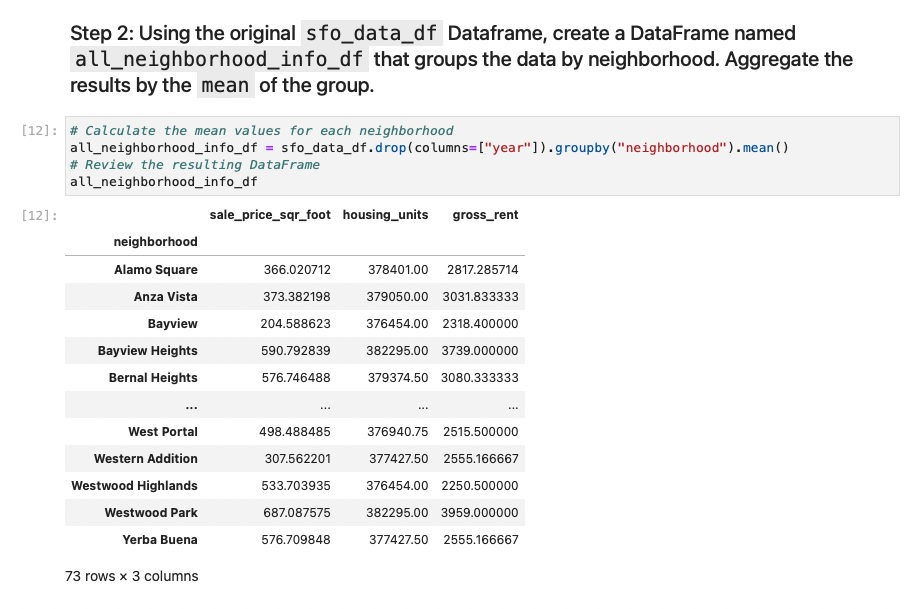 Step 2: Using the original sfo_data_df Dataframe, create a DataFrame named
all_neighborhood_info_df that groups the data by neighborhood. Aggregate the
results by the mean of the group.
[12]: # Calculate the mean values for each neighborhood
all_neighborhood_info_df = sfo_data_df.drop(columns=["year"]).groupby("neighborhood").mean()
# Review the resulting DataFrame
all_neighborhood_info_df
[12]: sale_price_sqr_foot housing_units gross_rent
neighborhood
Alamo Square 366.020712 378401.00 2817.285714
Anza Vista 373.382198 379050.00 3031.833333
Bayview 204.588623 376454.00 2318.400000
Bayview Heights 590.792839 382295.00 3739.000000
Bernal Heights 576.746488 379374.50 3080.333333
... ... ... ...
West Portal 498.488485 376940.75 2515.500000
Western Addition 307.562201 377427.50 2555.166667
Westwood Highlands 533.703935 376454.00 2250.500000
Westwood Park 687.087575 382295.00 3959.000000
Yerba Buena 576.709848 377427.50 2555.166667
73 rows × 3 columns